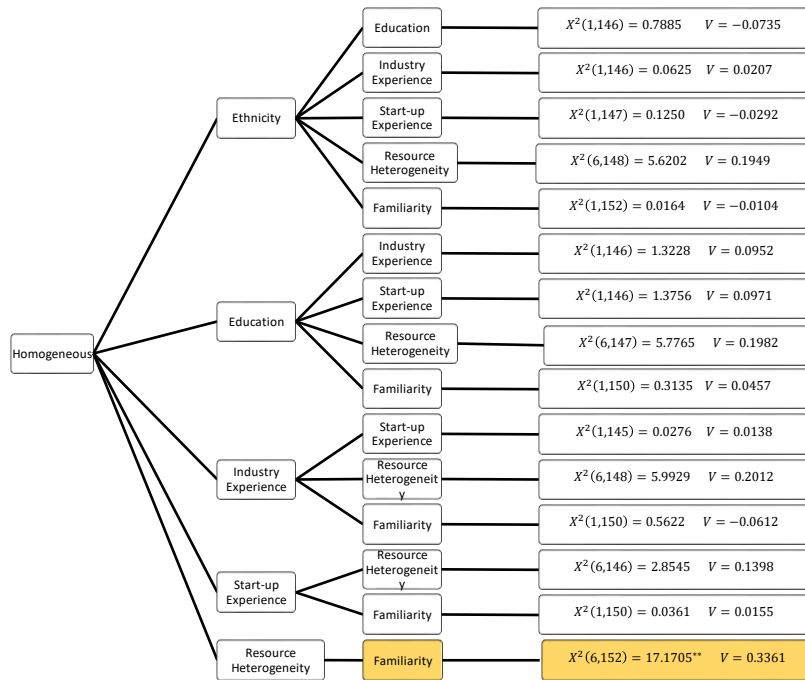 Homogeneous
Ethnicity
Education
X²(1,146) = 0.7885 V = −0.0735
Industry
Experience
X²(1,146) = 0.0625 V = 0.0207
Start-up
Experience
X²(1,147) = 0.1250 V = −0.0292
Resource
Heterogeneity
X²(6,148) = 5.6202 V = 0.1949
Familiarity
X²(1,152) = 0.0164 V = −0.0104
Education
Industry
Experience
X²(1,146) = 1.3228 V = 0.0952
Start-up
Experience
X²(1,146) = 1.3756 V = 0.0971
Resource
Heterogeneity
X²(6,147) = 5.7765 V = 0.1982
Familiarity
X²(1,150) = 0.3135 V = 0.0457
Industry
Experience
Start-up
Experience
X²(1,145) = 0.0276 V = 0.0138
Resource
Heterogeneit
y
X²(6,148) = 5.9929 V = 0.2012
Familiarity
X²(1,150) = 0.5622 V = −0.0612
Start-up
Experience
Resource
Heterogeneit
y
X²(6,146) = 2.8545 V = 0.1398
Familiarity
X²(1,150) = 0.0361 V = 0.0155
Resource
Heterogeneity
Familiarity
X²(6,152) = 17.1705** V = 0.3361